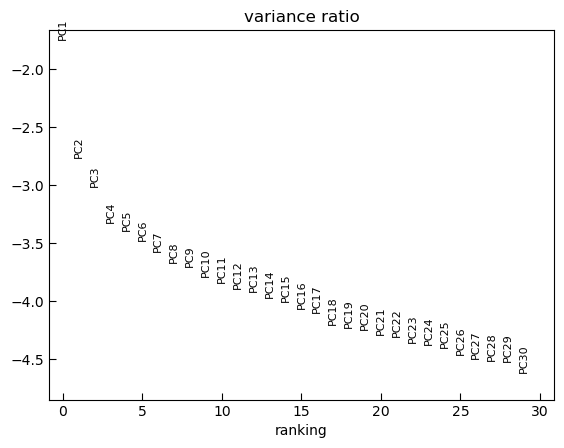 variance ratio
−2.0
−2.5
−3.0
−3.5
−4.0
−4.5
PC1
PC2
PC3
PC4
PC5
PC6
PC7
PC8
PC9
PC10
PC11
PC12
PC13
PC14
PC15
PC16
PC17
PC18
PC19
PC20
PC21
PC22
PC23
PC24
PC25
PC26
PC27
PC28
PC29
PC30
0 5 10 15 20 25 30
ranking